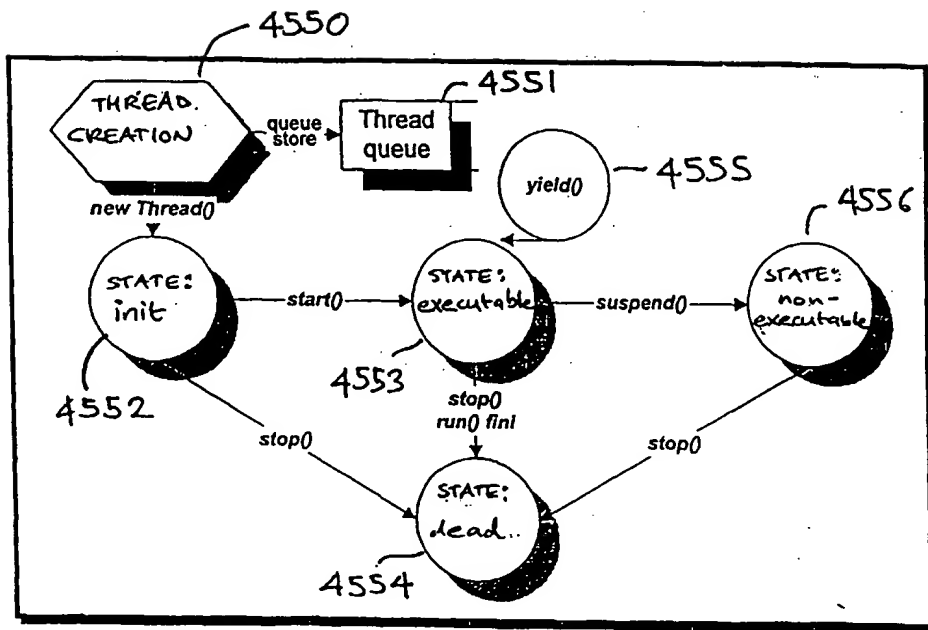 4550
THREAD.
CREATION
queue
store
4551
Thread
queue
new Thread()
yield()
4555
4556
STATE:
init
start()
STATE:
executable
suspend()
STATE:
non-
executable
4552
4553
stop()
run() fini
stop()
stop()
STATE:
dead..
4554